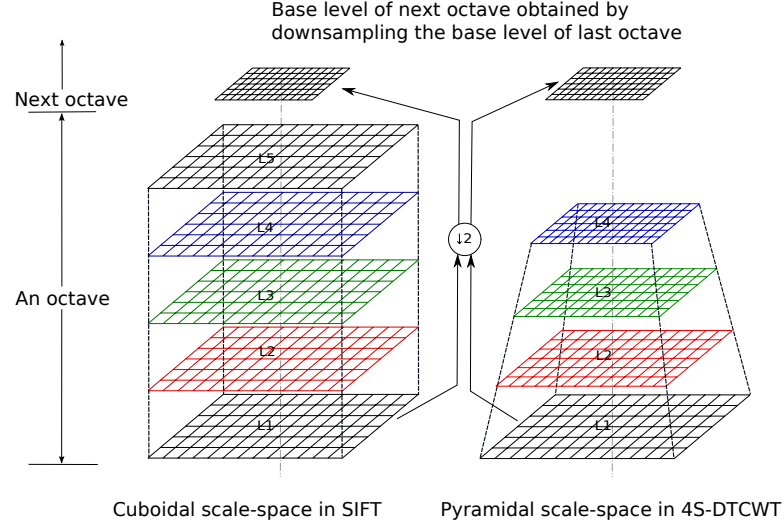 Base level of next octave obtained by
downsampling the base level of last octave
Next octave
An octave
L5
L4
L3
L2
L1
↓2
L4
L3
L2
L1
Cuboidal scale-space in SIFT
Pyramidal scale-space in 4S-DTCWT